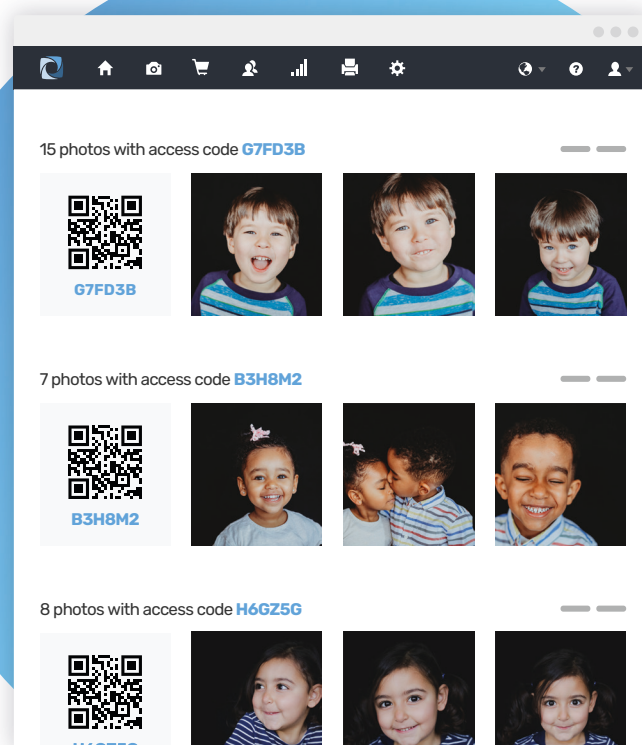 15 photos with access code G7FD3B
G7FD3B
7 photos with access code B3H8M2
B3H8M2
8 photos with access code H6GZ5G
H6GZ5G